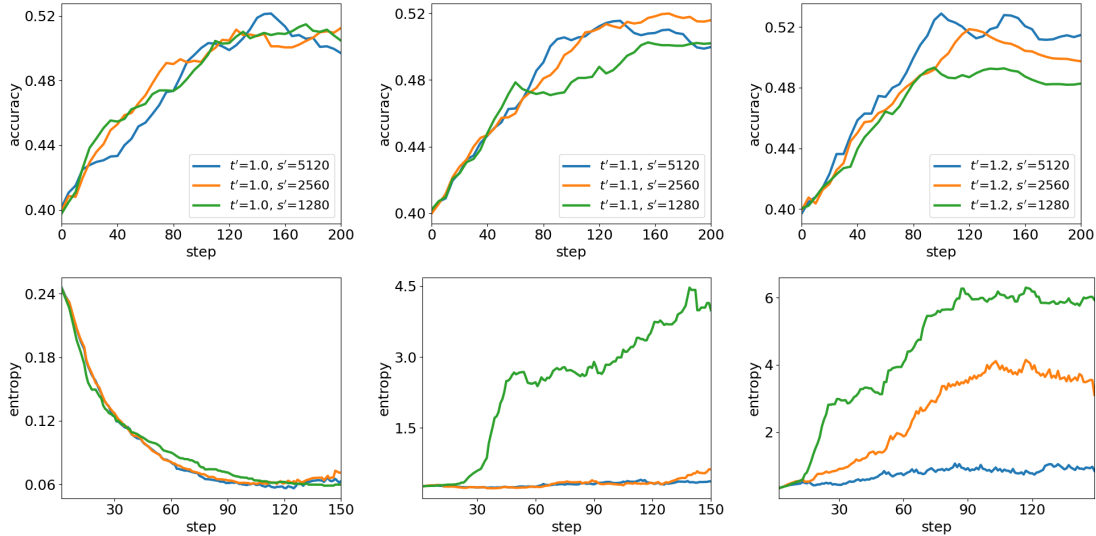 0.52
0.48
0.44
0.40
accuracy
0
40
80
120
160
200
step
t′=1.0, s′=5120
t′=1.0, s′=2560
t′=1.0, s′=1280
0.52
0.48
0.44
0.40
accuracy
0
40
80
120
160
200
step
t′=1.1, s′=5120
t′=1.1, s′=2560
t′=1.1, s′=1280
0.52
0.48
0.44
0.40
accuracy
0
40
80
120
160
200
step
t′=1.2, s′=5120
t′=1.2, s′=2560
t′=1.2, s′=1280
0.24
0.18
0.12
0.06
entropy
30
60
90
120
150
step
4.5
3.0
1.5
entropy
30
60
90
120
150
step
6
4
2
entropy
30
60
90
120
150
step